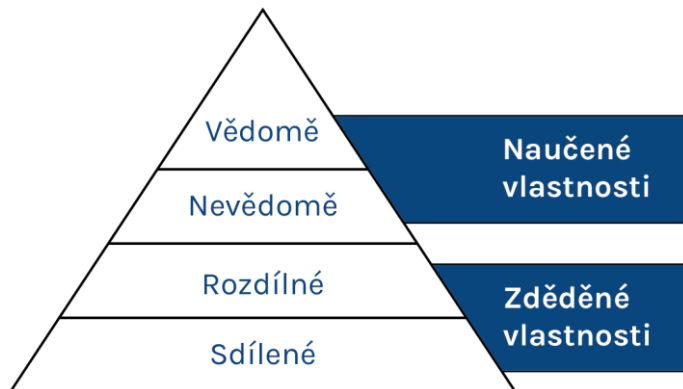 Vědomě
Naučené
vlastnosti
Nevědomě
Rozdílné
Zděděné
vlastnosti
Sdílené